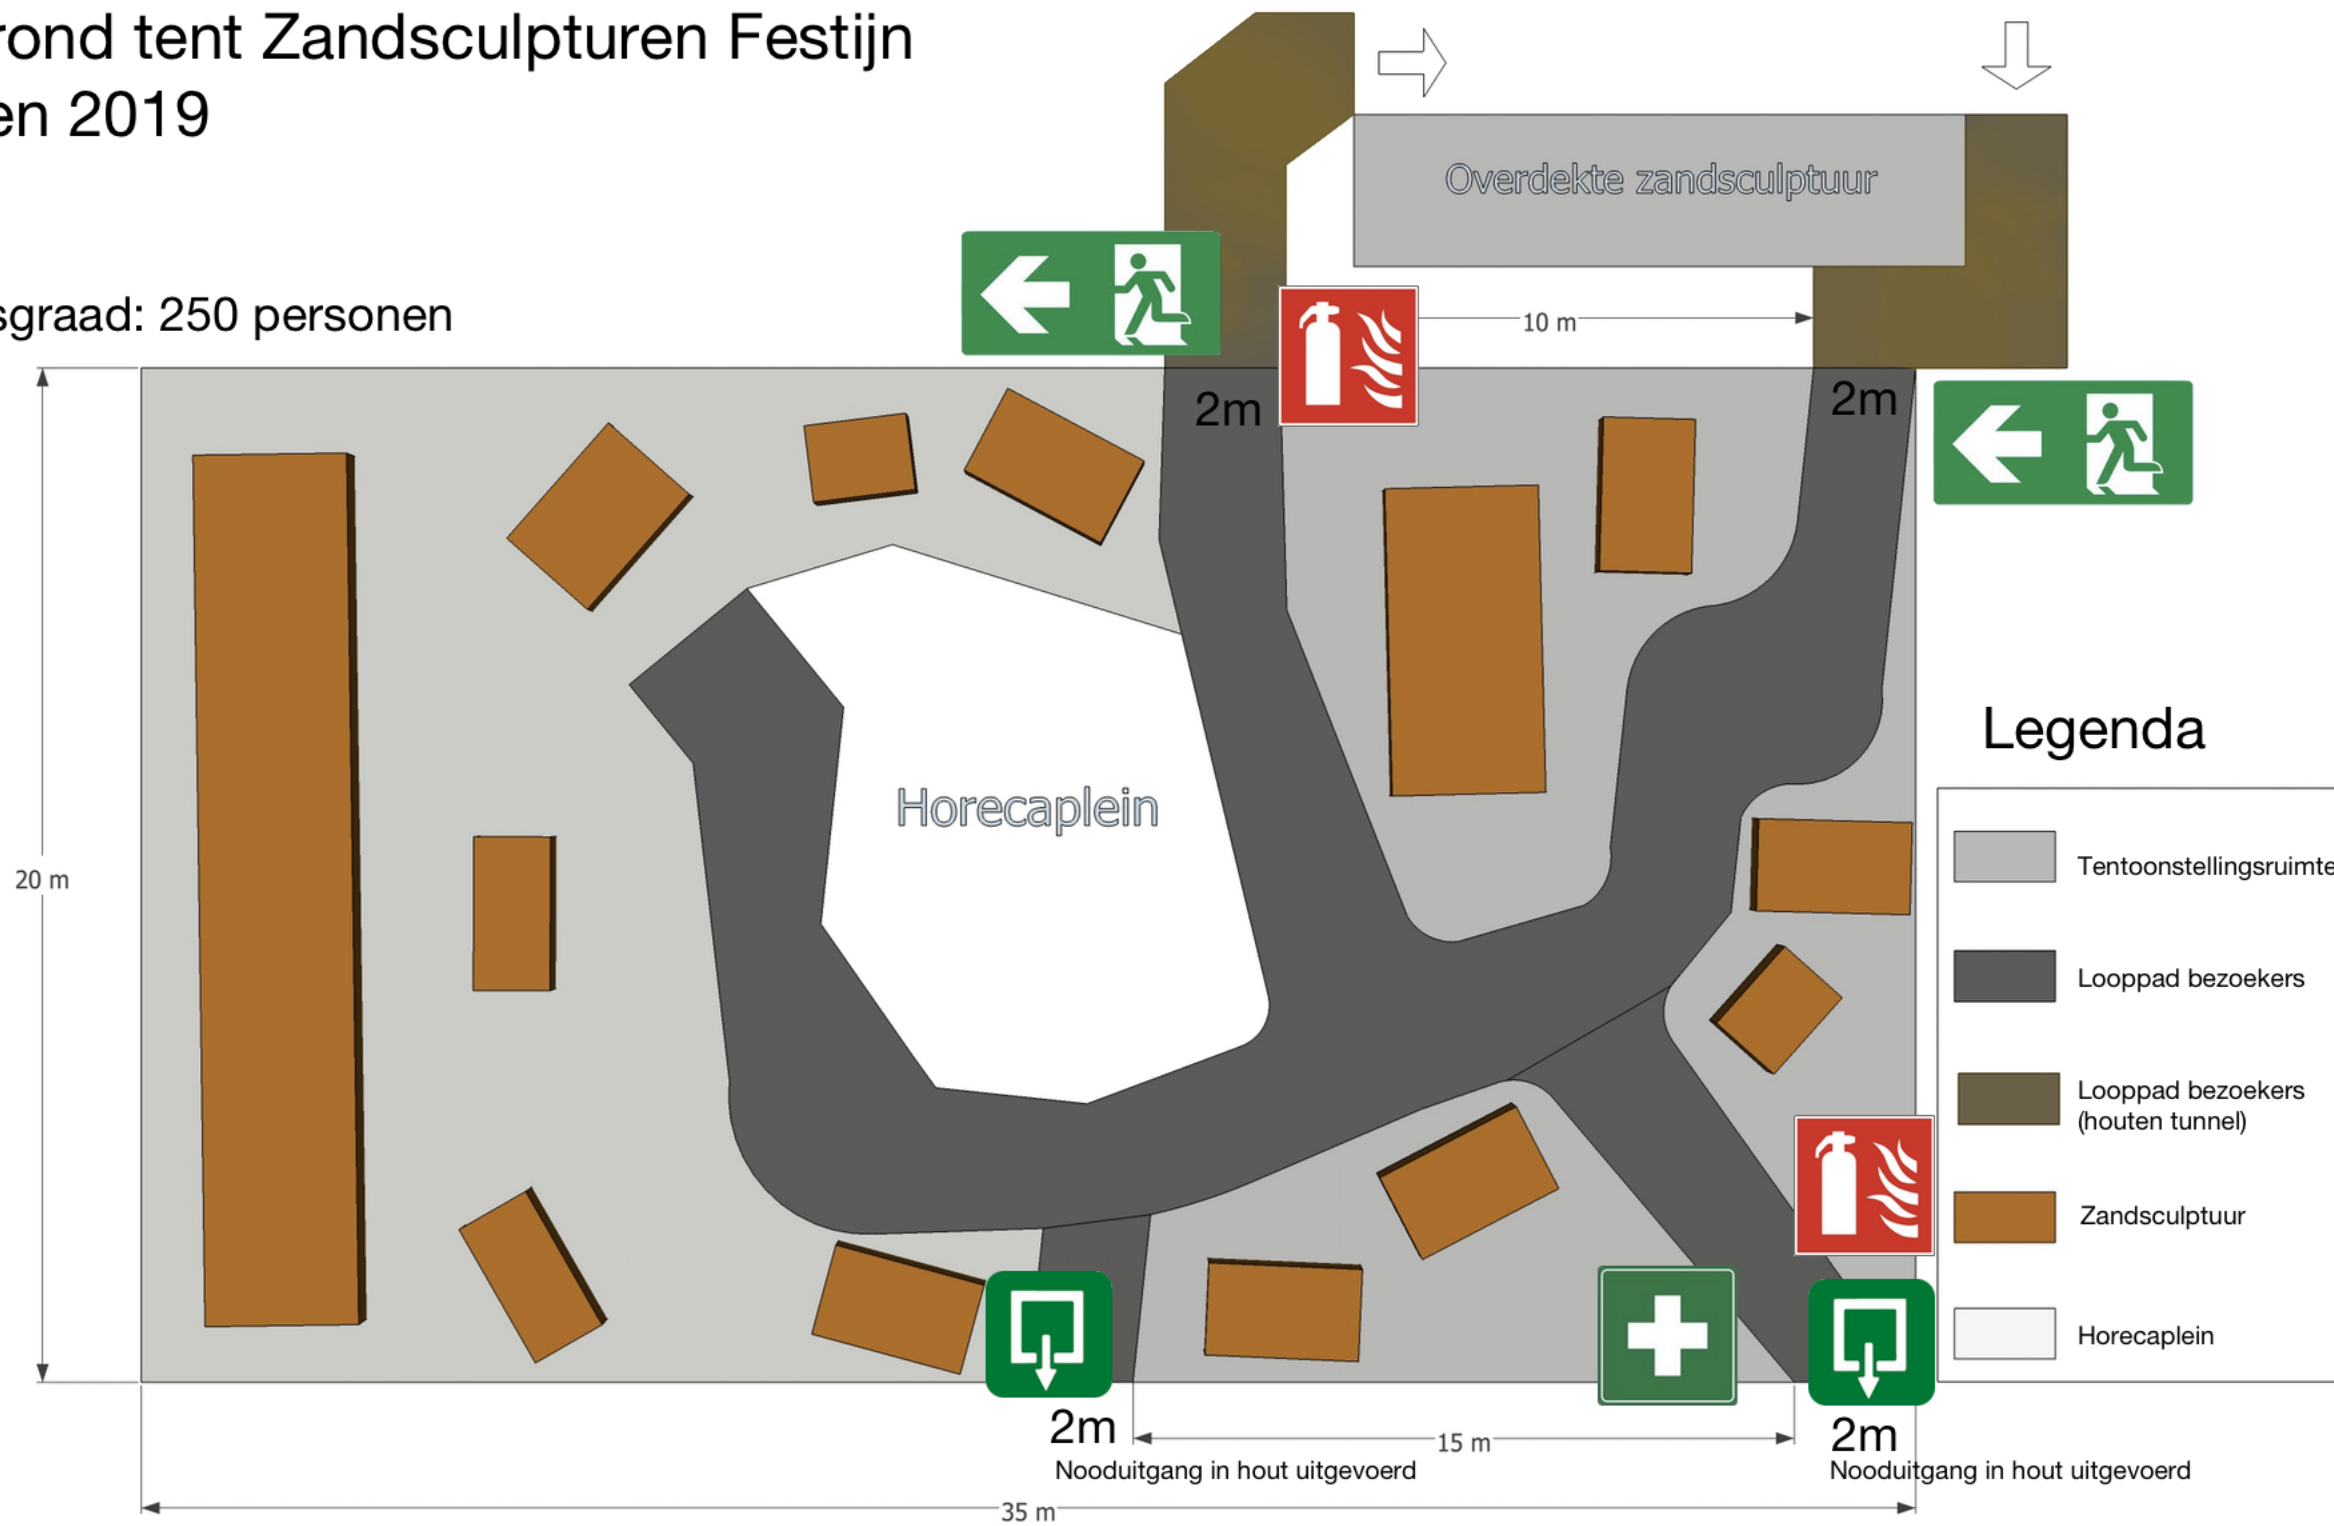 rond tent Zandsculpturen Festijn
en 2019
sgraad: 250 personen
Overdekte zandsculptuur
10 m
2m
2m
Horecaplein
20 m
Legenda
Tentoonstellingsruimte
Looppad bezoekers
Looppad bezoekers
(houten tunnel)
Zandsculptuur
Horecaplein
2m
15 m
2m
Nooduitgang in hout uitgevoerd
Nooduitgang in hout uitgevoerd
35 m